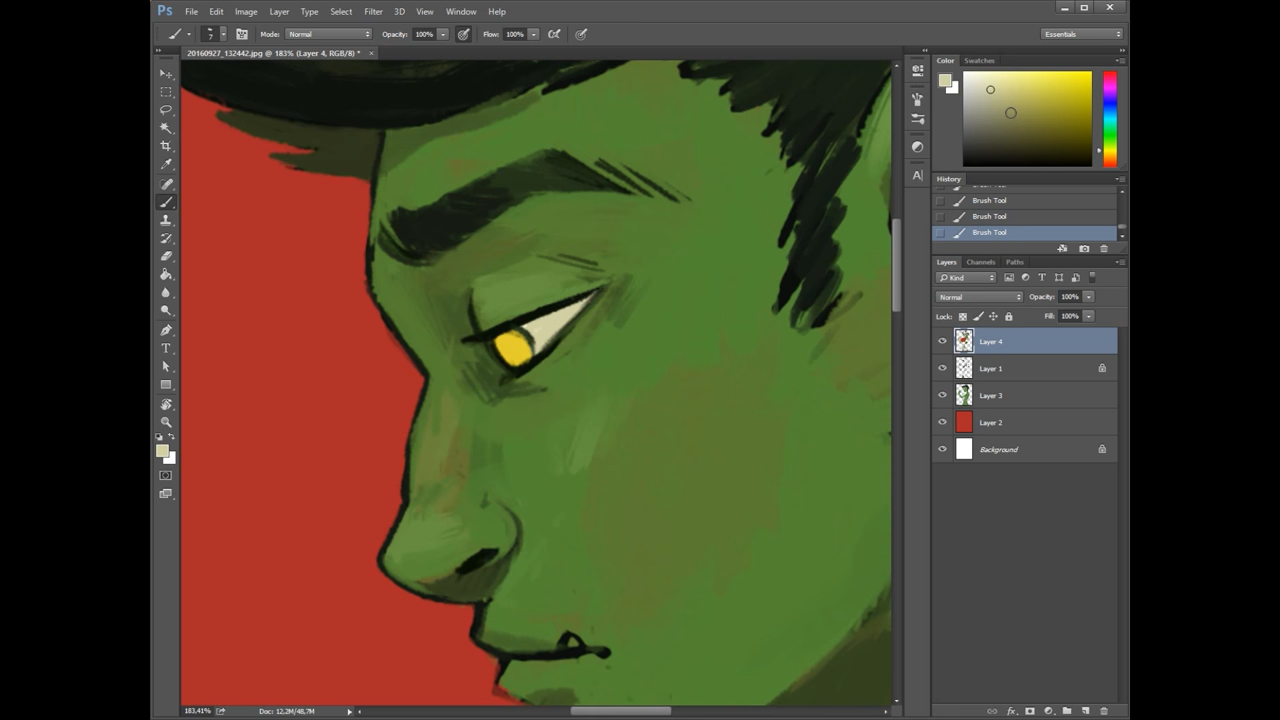 Ps File Edit Image Layer Type Select Filter 3D View Window Help
7 Mode: Normal Opacity: 100% Flow: 100% Essentials
20160927_132442.jpg @ 183% (Layer 4, RGB/8) * ×
Color Swatches
History
Brush Tool
Brush Tool
Brush Tool
Layers Channels Paths
Kind
Normal Opacity: 100%
Lock: Fill: 100%
Layer 4
Layer 1
Layer 3
Layer 2
Background
183,41% Doc: 12,2M/48,7M